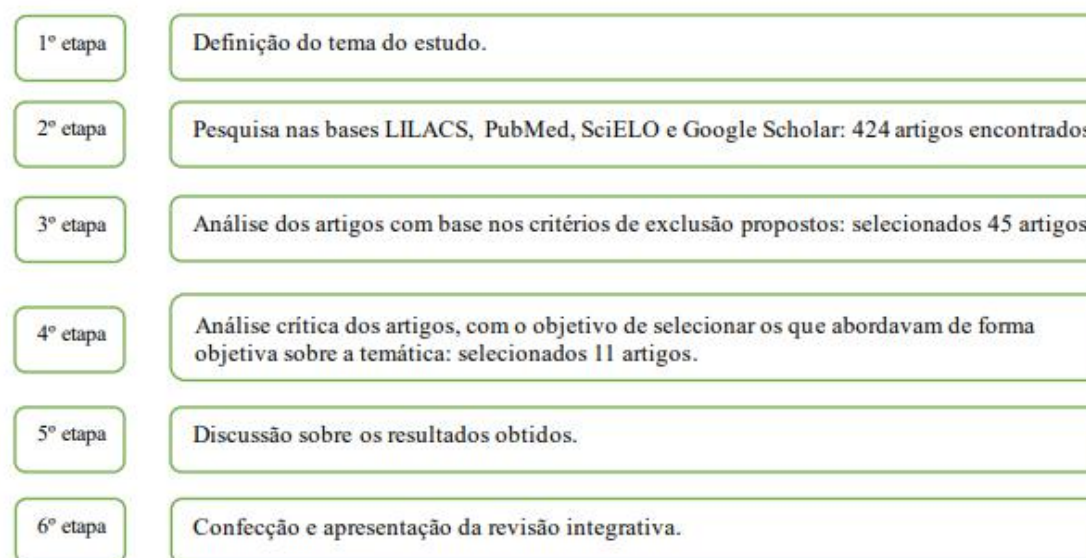 1º etapa
Definição do tema do estudo.
2º etapa
Pesquisa nas bases LILACS, PubMed, SciELO e Google Scholar: 424 artigos encontrados
3º etapa
Análise dos artigos com base nos critérios de exclusão propostos: selecionados 45 artigos
4º etapa
Análise crítica dos artigos, com o objetivo de selecionar os que abordavam de forma
objetiva sobre a temática: selecionados 11 artigos.
5º etapa
Discussão sobre os resultados obtidos.
6º etapa
Confecção e apresentação da revisão integrativa.